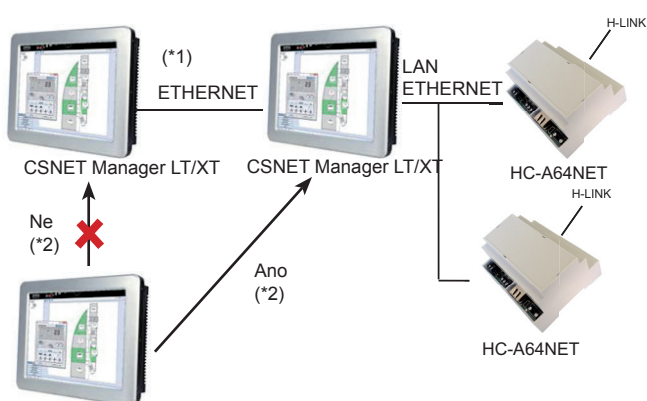 H-LINK
(*1)
LAN
ETHERNET
ETHERNET
CSNET Manager LT/XT
CSNET Manager LT/XT
HC-A64NET
H-LINK
Ne
(*2)
Ano
(*2)
HC-A64NET